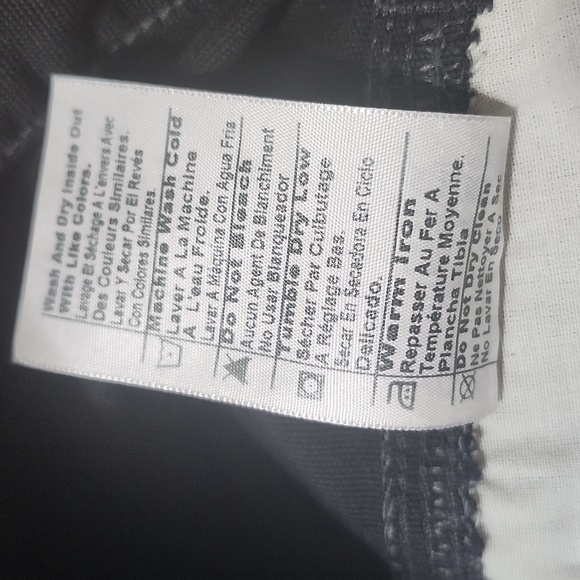 Wash And Dry Inside Out
With Like Colors.
Lavage Et Séchage A L'envers Avec
Des Couleurs Similaires.
Lavar Y Secar Por El Revés
Con Colores Similares.
Machine Wash Cold
Laver A La Machine
A L'eau Froide.
Lavar A Maquina Con Agua Fria
Do Not Bleach
Aucun Agent De Blanchiment
No Usar Blanqueador
Tumble Dry Low
Sécher Par Culbutage
A Réglage Bas.
Secar En Secadora En Ciclo
Delicado.
Warm Iron
Repasser Au Fer A
Température Moyenne.
Plancha Tibia
Do Not Dry Clean
Ne Pas Nettoyer A Sec
No Lavar En Seco